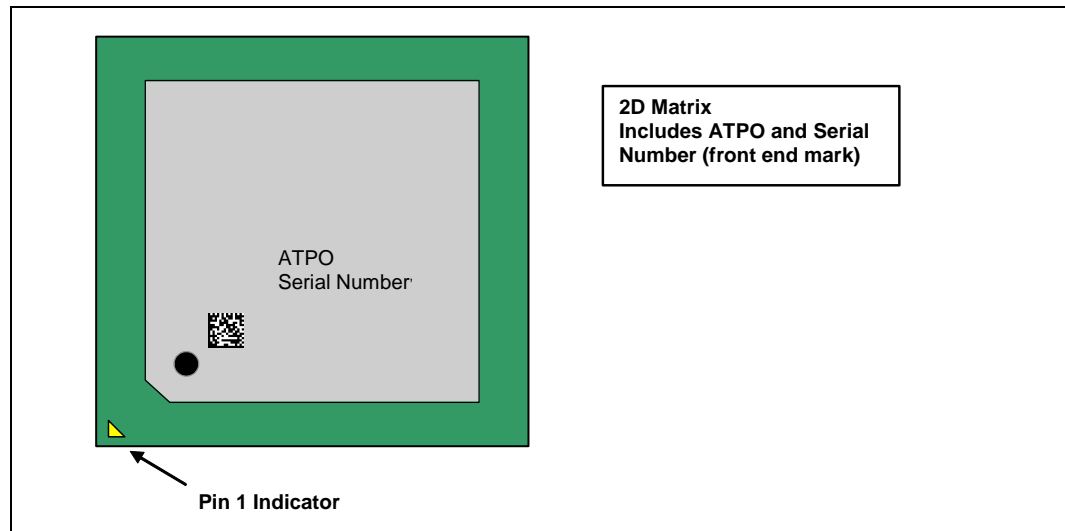 2D Matrix
Includes ATPO and Serial
Number (front end mark)
ATPO
Serial Number
Pin 1 Indicator